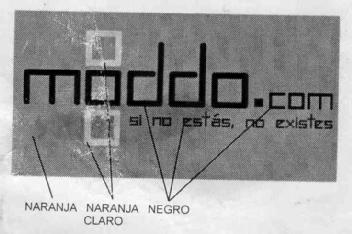 moddo.com
si no estás, no existes
NARANJA NARANJA NEGRO
CLARO